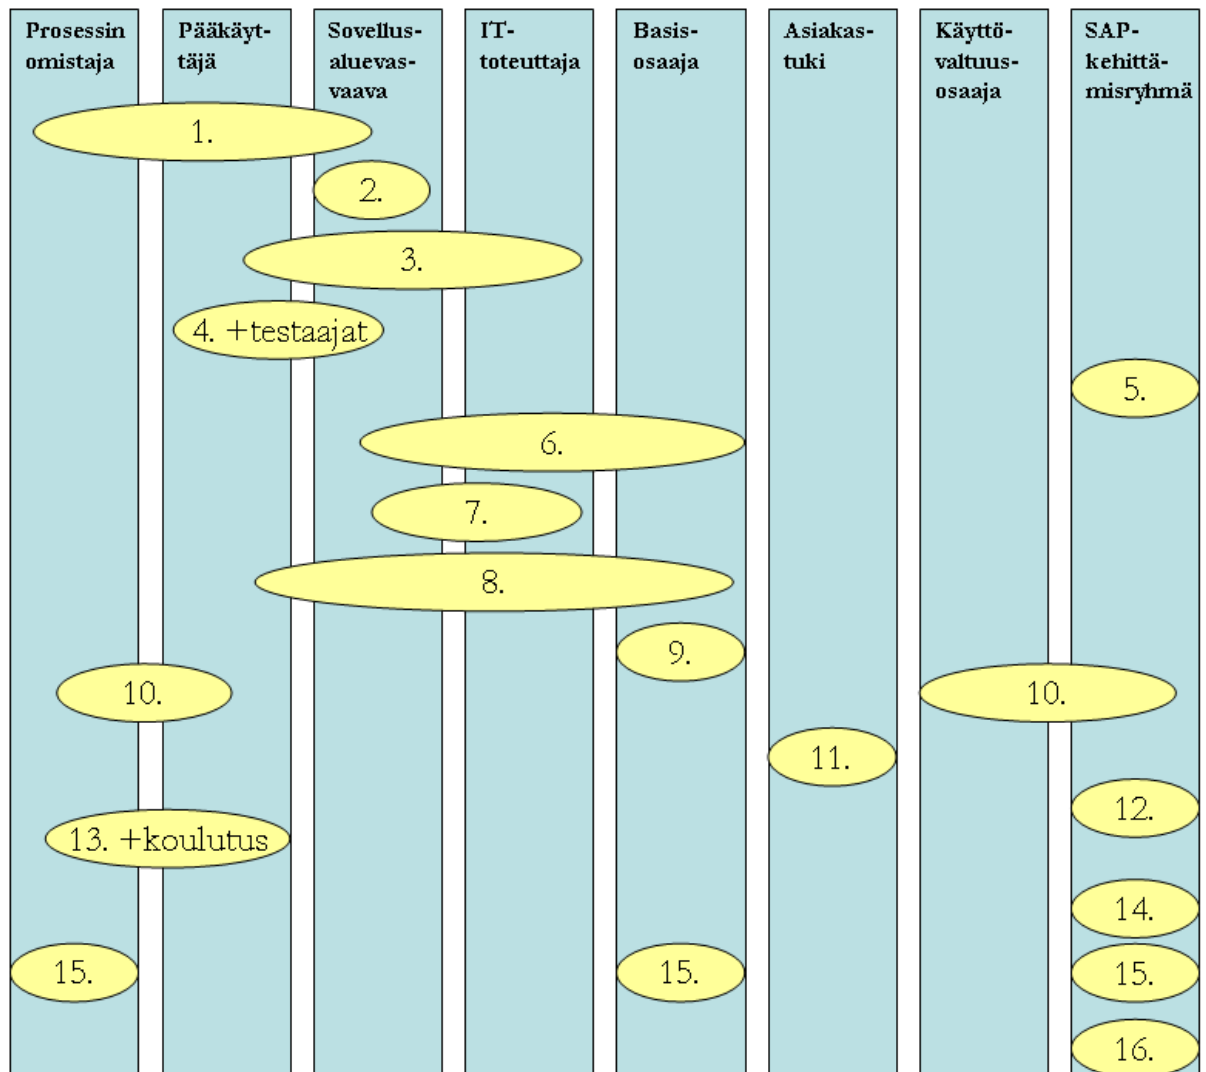 Prosessin
omistaja
Pääkäyt-
täjä
Sovellus-
aluevas-
vaava
IT-
toteuttaja
Basis-
osaaja
Asiakas-
tuki
Käyttö-
valtuus-
osaaja
SAP-
kehittä-
misryhmä
1.
2.
3.
4. +testaajat
5.
6.
7.
8.
9.
10.
10.
11.
12.
13. +koulutus
14.
15.
15.
15.
16.